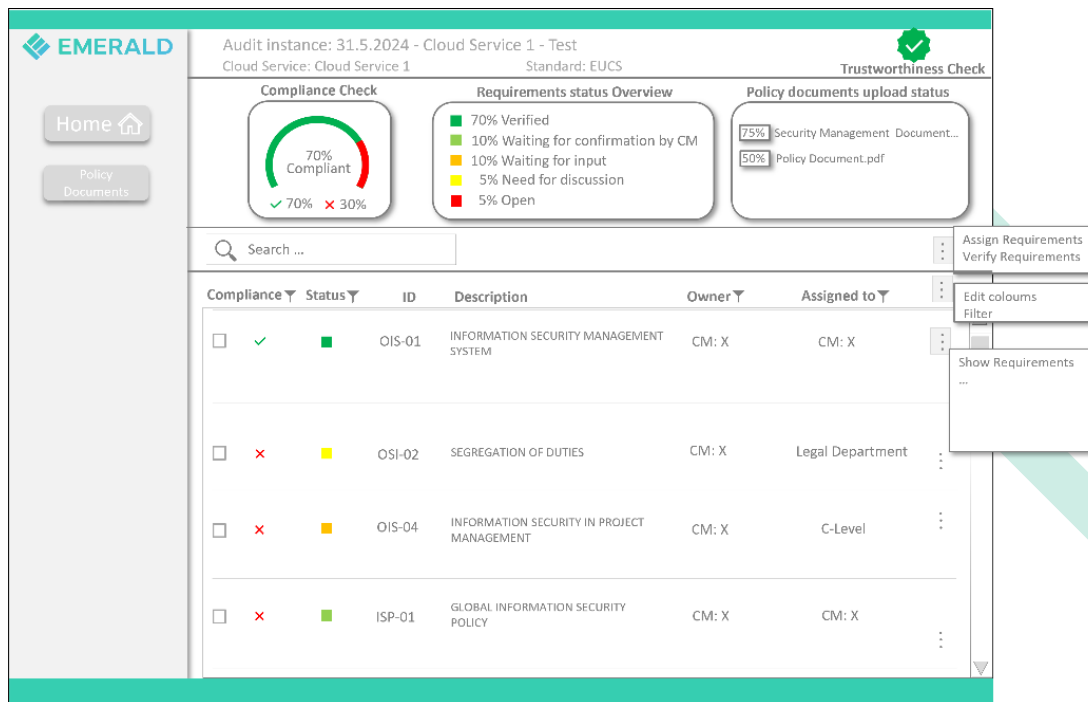 EMERALD
Home
Policy
Documents
Audit instance: 31.5.2024 - Cloud Service 1 - Test
Cloud Service: Cloud Service 1
Standard: EUCS
Trustworthiness Check
Compliance Check
70%
Compliant
70%
30%
Requirements status Overview
70% Verified
10% Waiting for confirmation by CM
10% Waiting for input
5% Need for discussion
5% Open
Policy documents upload status
75% Security Management Document...
50% Policy Document.pdf
Search ...
Assign Requirements
Verify Requirements
Compliance Status ID Description Owner Assigned to
Edit coloums
Filter
OIS-01 INFORMATION SECURITY MANAGEMENT
SYSTEM
CM: X CM: X
Show Requirements
...
OSI-02 SEGREGATION OF DUTIES CM: X Legal Department
OIS-04 INFORMATION SECURITY IN PROJECT
MANAGEMENT
CM: X C-Level
ISP-01 GLOBAL INFORMATION SECURITY
POLICY
CM: X CM: X